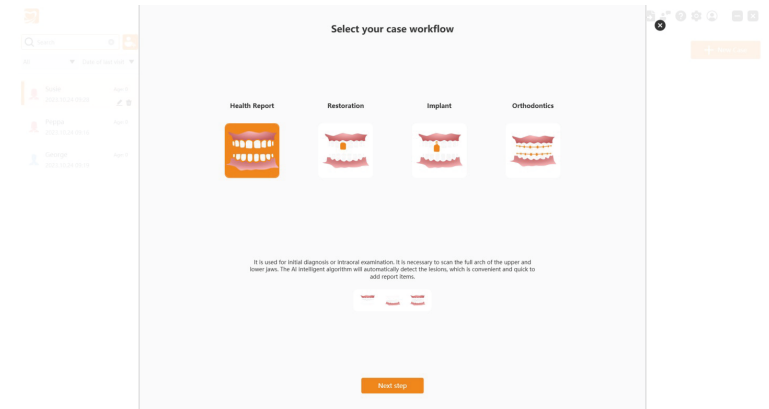 Select your case workflow
Health Report
Restoration
Implant
Orthodontics
It is used for initial diagnosis or intraoral examination. It is necessary to scan the full arch of the upper and
lower jaws. The AI intelligent algorithm will automatically detect the lesions, which is convenient and quick to
add report items.
Next step